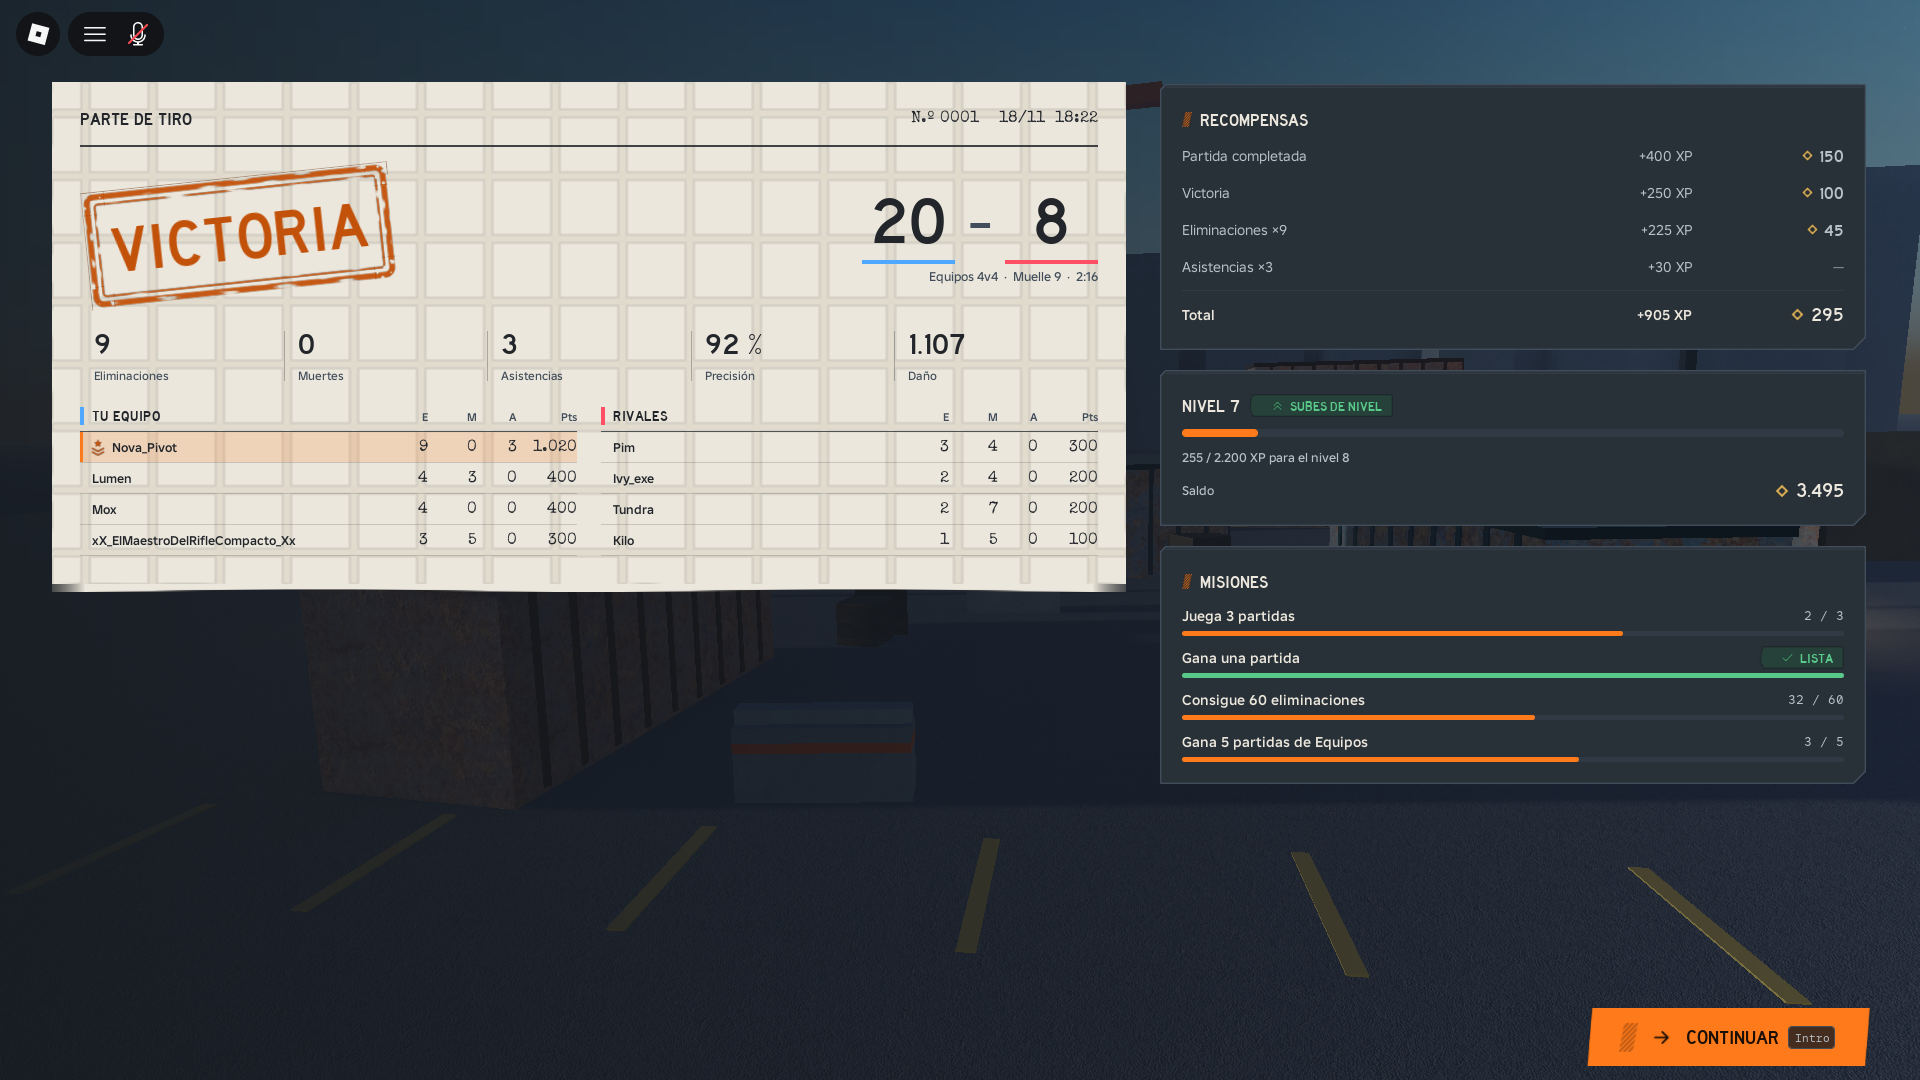 PARTE DE TIRO
N.º 0001 18/11 18:22
VICTORIA
20 – 8
Equipos 4v4 · Muelle 9 · 2:16
9 0 3 92 % 1.107
Eliminaciones Muertes Asistencias Precisión Daño
TU EQUIPO E M A Pts
Nova_Pivot 9 0 3 1.020
Lumen 4 3 0 400
Mox 4 0 0 400
xX_ElMaestroDelRifleCompacto_Xx 3 5 0 300
RIVALES E M A Pts
Pim 3 4 0 300
Ivy_exe 2 4 0 200
Tundra 2 7 0 200
Kilo 1 5 0 100
RECOMPENSAS
Partida completada +400 XP 150
Victoria +250 XP 100
Eliminaciones ×9 +225 XP 45
Asistencias ×3 +30 XP —
Total +905 XP 295
NIVEL 7 SUBES DE NIVEL
255 / 2.200 XP para el nivel 8
Saldo 3.495
MISIONES
Juega 3 partidas 2 / 3
Gana una partida LISTA
Consigue 60 eliminaciones 32 / 60
Gana 5 partidas de Equipos 3 / 5
CONTINUAR Intro